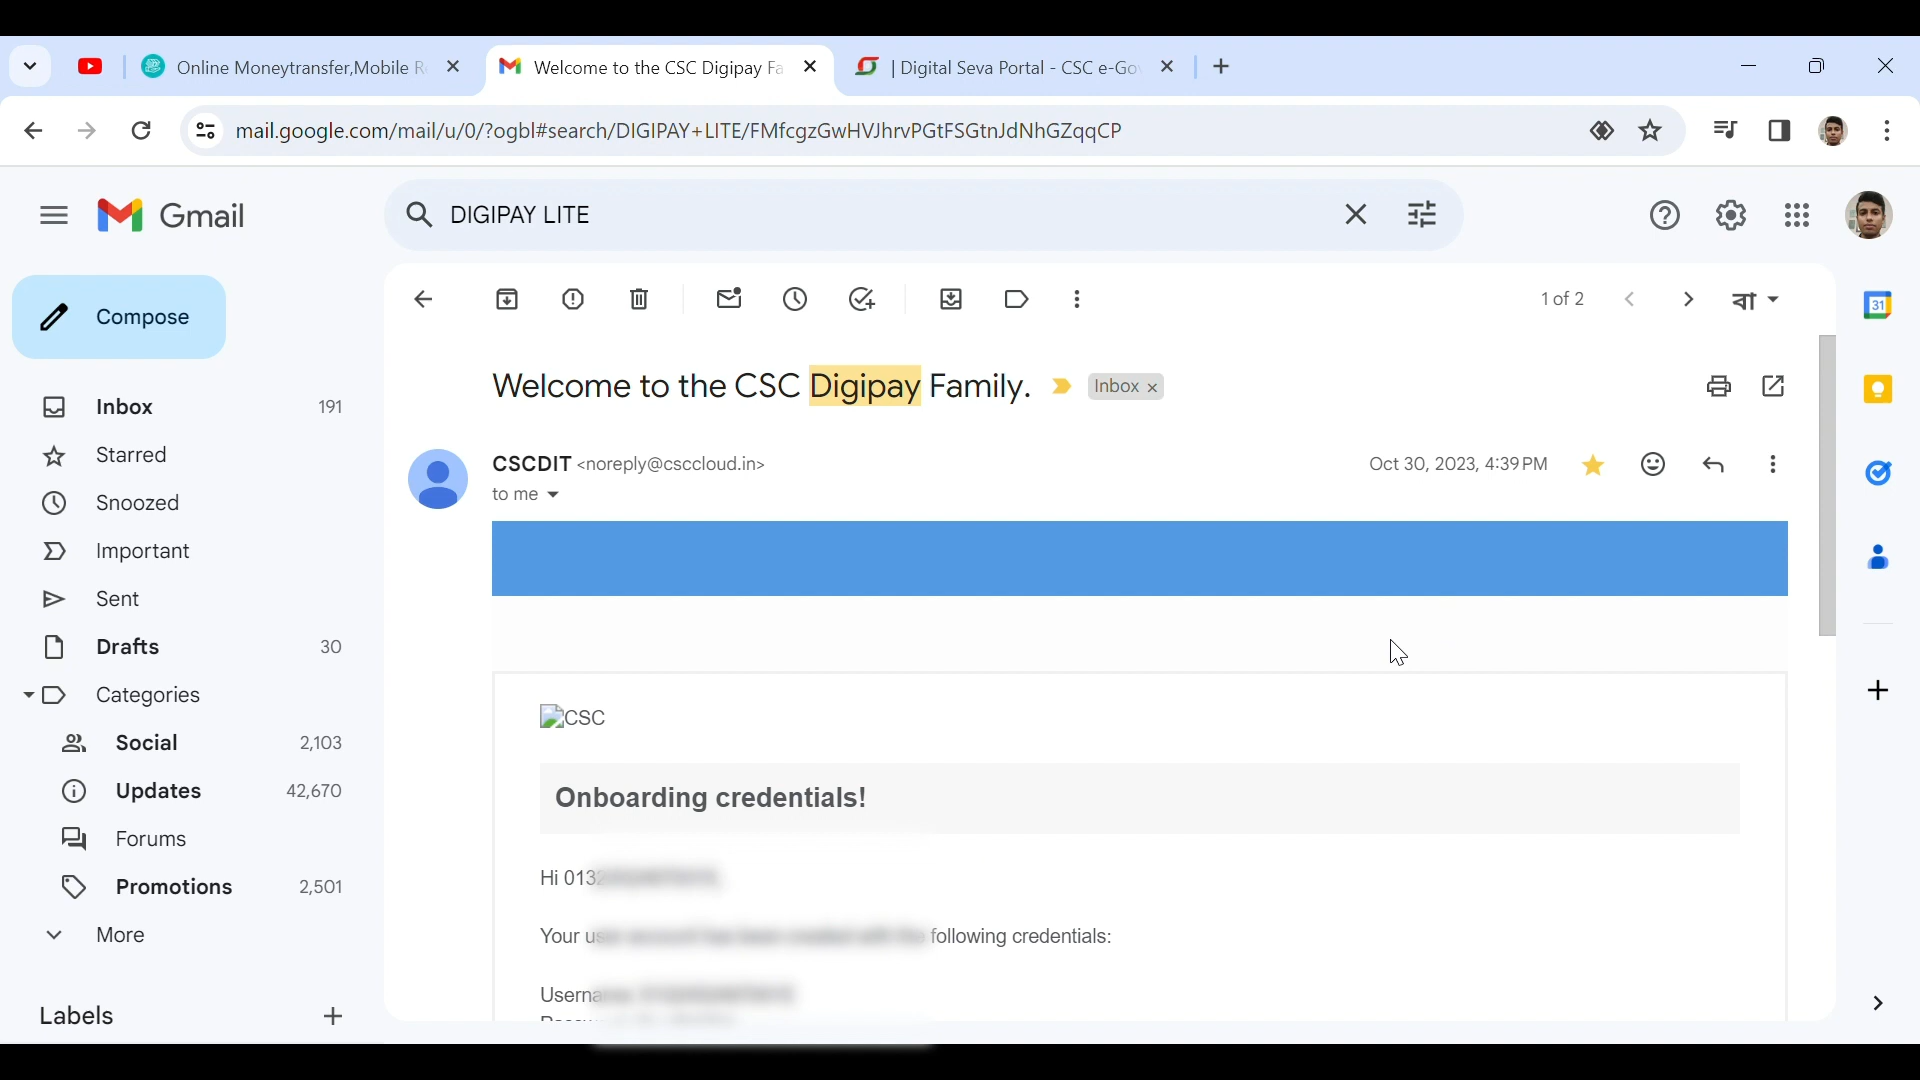 Online Moneytransfer,Mobile R
Welcome to the CSC Digipay Fa
| Digital Seva Portal - CSC e-Gov
mail.google.com/mail/u/0/?ogbl#search/DIGIPAY+LITE/FMfcgzGwHVJhrvPGtFSGtnJdNhGZqqCP
Gmail
DIGIPAY LITE
Compose
1 of 2
বা
Welcome to the CSC Digipay Family.
Inbox
Inbox 191
CSCDIT <noreply@csccloud.in>
Oct 30, 2023, 4:39 PM
to me
Starred
Snoozed
Important
Sent
Drafts 30
Categories
Social 2,103
Updates 42,670
Forums
Promotions 2,501
More
Labels
31
CSC
Onboarding credentials!
Hi 013
Your following credentials: